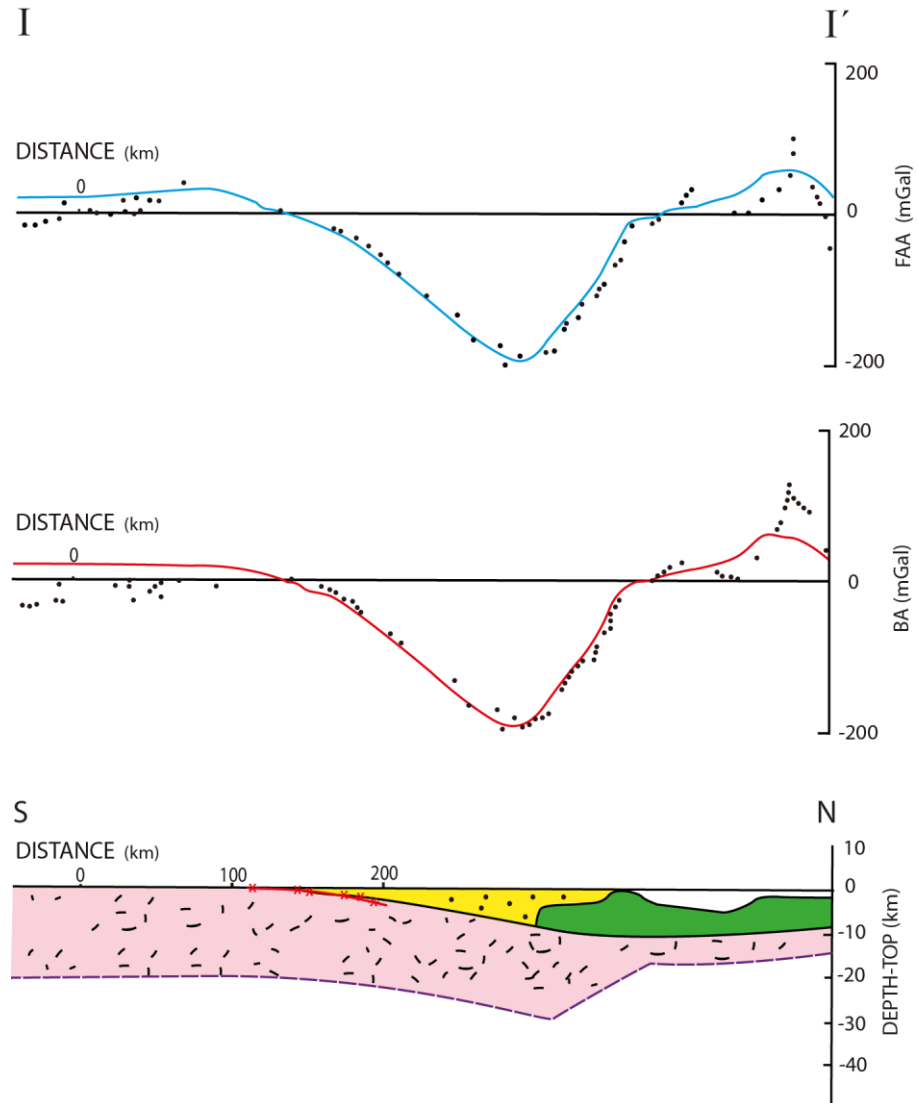 I I´
200
DISTANCE (km)
0
0
FAA (mGal)
-200
200
DISTANCE (km)
0
0
BA (mGal)
-200
S N
DISTANCE (km)
10
0 100 200
0
-10
-20
-30
-40
DEPTH-TOP (km)